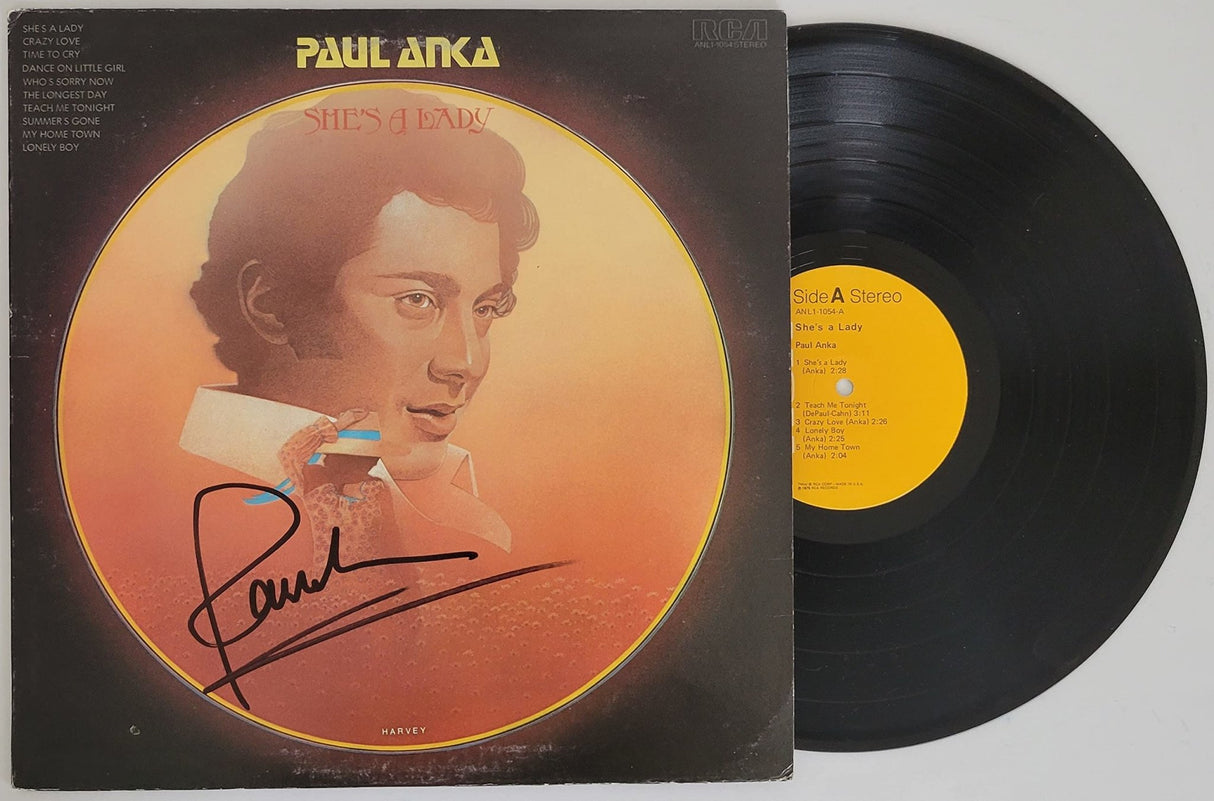 SHE'S A LADY
CRAZY LOVE
TIME TO CRY
DANCE ON LITTLE GIRL
WHO'S SORRY NOW
THE LONGEST DAY
TEACH ME TONIGHT
SUMMER'S GONE
MY HOME TOWN
LONELY BOY
PAUL ANKA
RCA
ANL1-1054 STEREO
SHE'S A LADY
Paul
HARVEY
Side A Stereo
ANL1-1054-A
She's a Lady
Paul Anka
1 She's a Lady
(Anka) 2:28
2 Teach Me Tonight
(DePaul-Cahn) 3:11
3 Crazy Love (Anka) 2:26
4 Lonely Boy
(Anka) 2:25
5 My Home Town
(Anka) 2:04